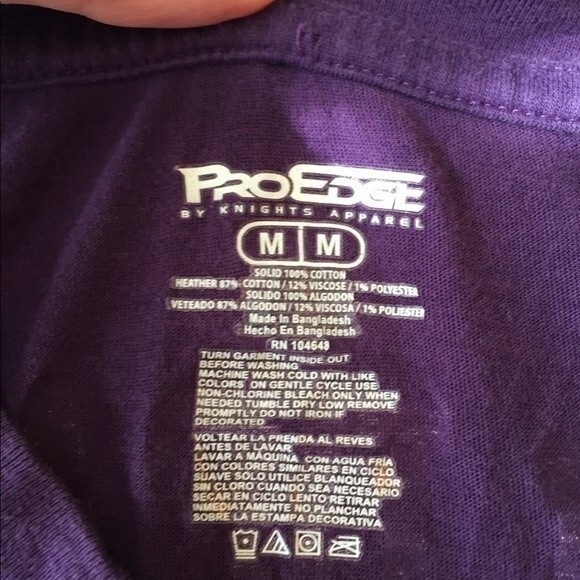 PROEDGE
BY KNIGHTS APPAREL
M M
SOLID 100% COTTON
HEATHER 87% COTTON / 12% VISCOSE / 1% POLYESTER
SOLIDO 100% ALGODON
VETEADO 87% ALGODON / 12% VISCOSA / 1% POLIESTER
Made In Bangladesh
Hecho En Bangladesh
RN 104648
TURN GARMENT INSIDE OUT
BEFORE WASHING
MACHINE WASH COLD WITH LIKE
COLORS ON GENTLE CYCLE USE
NON-CHLORINE BLEACH ONLY WHEN
NEEDED TUMBLE DRY LOW REMOVE
PROMPTLY DO NOT IRON IF
DECORATED
VOLTEAR LA PRENDA AL REVES
ANTES DE LAVAR
LAVAR A MÁQUINA CON AGUA FRÍA
CON COLORES SIMILARES EN CICLO
SUAVE SOLO UTILICE BLANQUEADOR
SIN CLORO CUANDO SEA NECESARIO
SECAR EN CICLO LENTO RETIRAR
INMEDIATAMENTE NO PLANCHAR
SOBRE LA ESTAMPA DECORATIVA